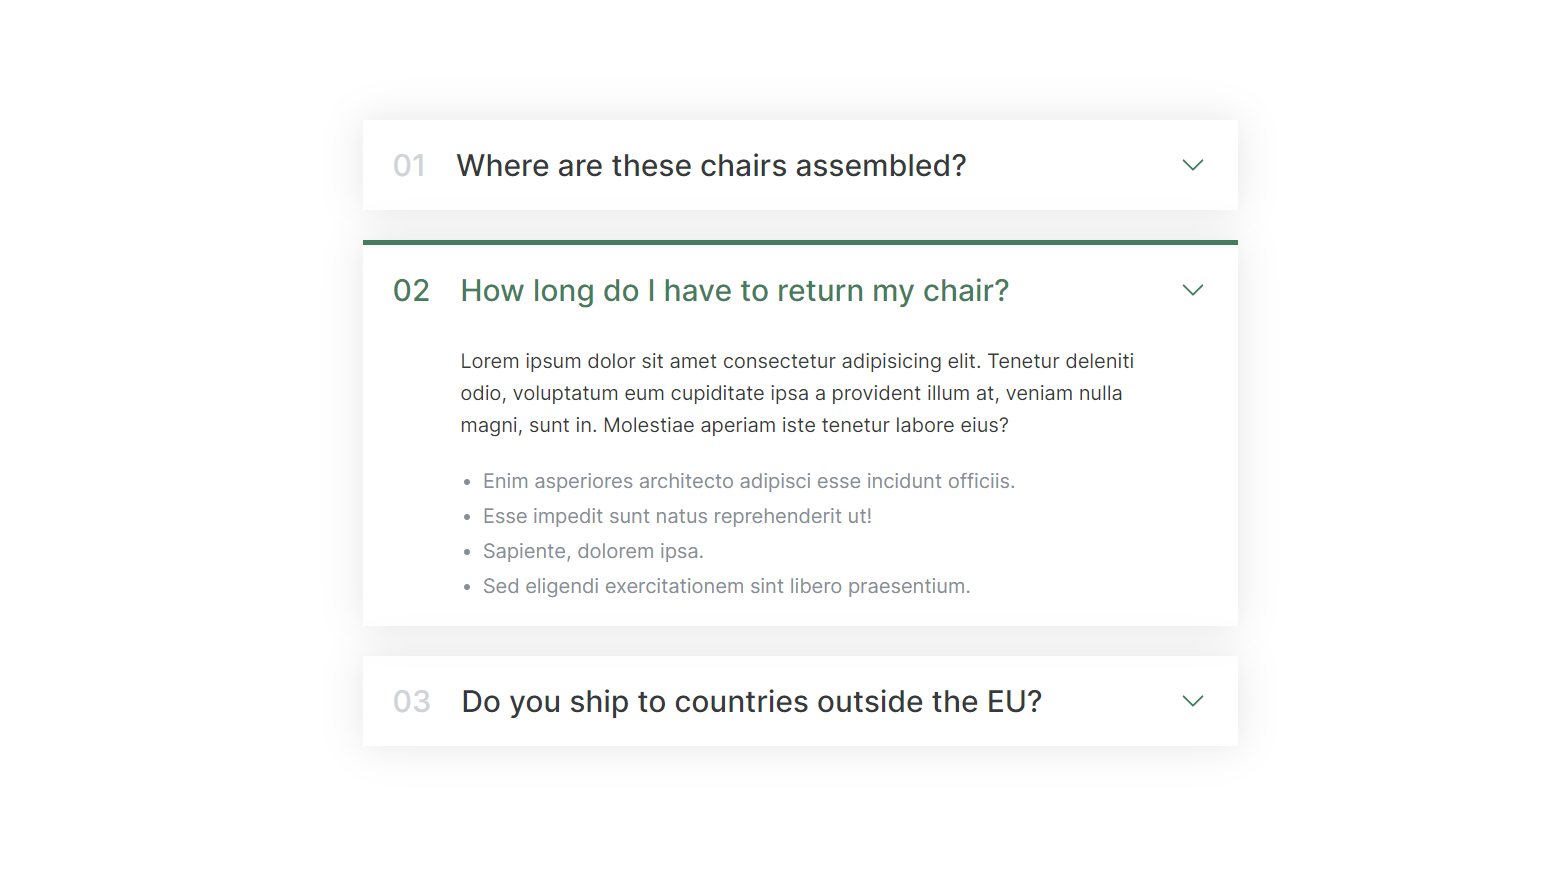 01 Where are these chairs assembled?
02 How long do I have to return my chair?
Lorem ipsum dolor sit amet consectetur adipisicing elit. Tenetur deleniti
odio, voluptatum eum cupiditate ipsa a provident illum at, veniam nulla
magni, sunt in. Molestiae aperiam iste tenetur labore eius?
• Enim asperiores architecto adipisci esse incidunt officiis.
• Esse impedit sunt natus reprehenderit ut!
• Sapiente, dolorem ipsa.
• Sed eligendi exercitationem sint libero praesentium.
03 Do you ship to countries outside the EU?